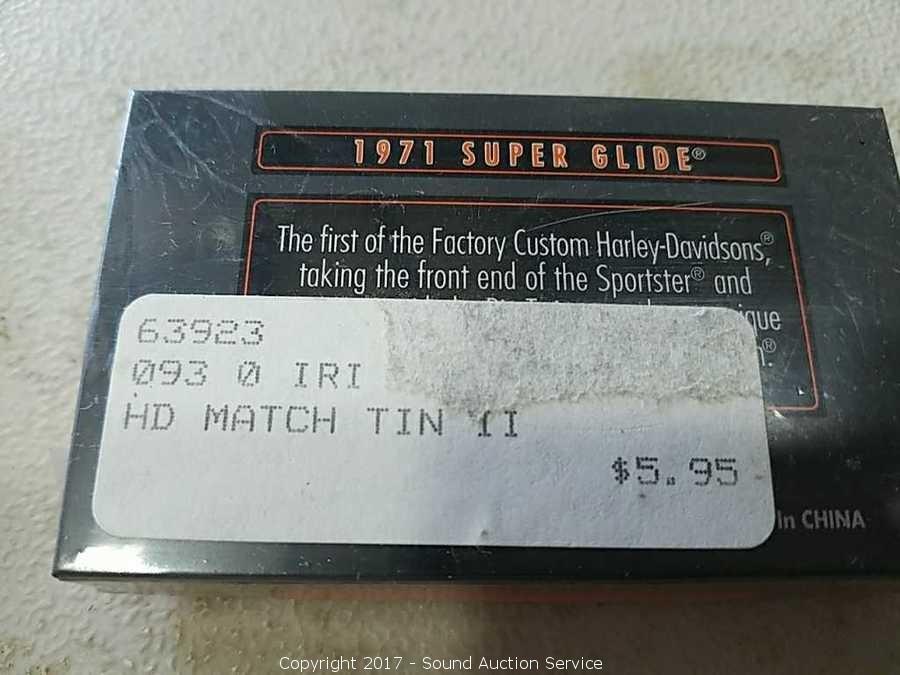 1971 SUPER GLIDE®
The first of the Factory Custom Harley-Davidsons®,
taking the front end of the Sportster® and
63923
093 0 IRI
HD MATCH TIN II
$5.95
In CHINA
Copyright 2017 - Sound Auction Service